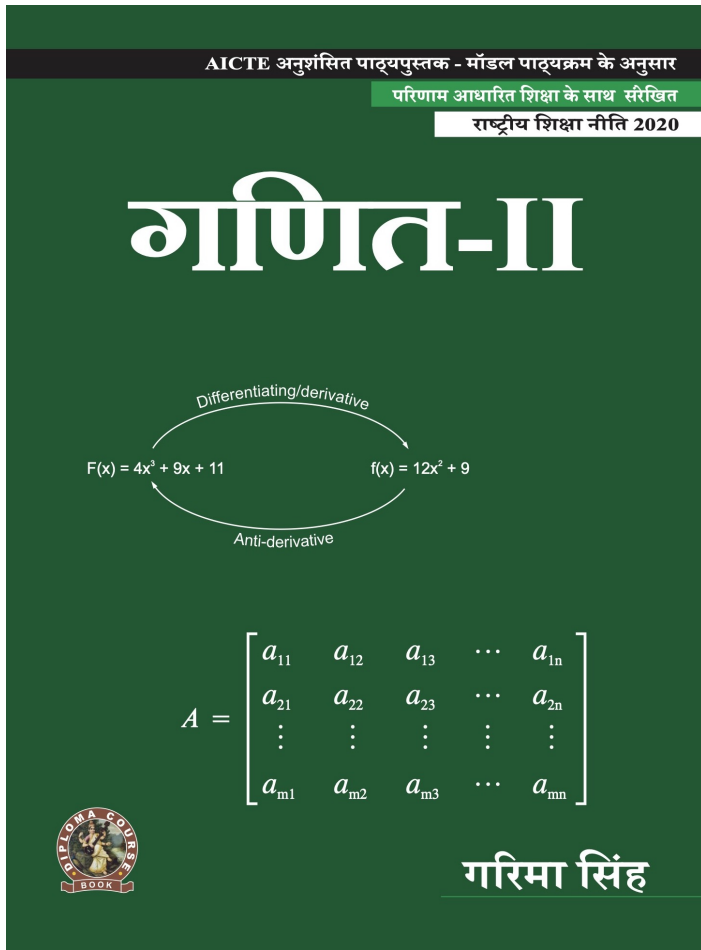 AICTE अनुशंसित पाठ्यपुस्तक - मॉडल पाठ्यक्रम के अनुसार
परिणाम आधारित शिक्षा के साथ संरेखित
राष्ट्रीय शिक्षा नीति 2020
गणित-II
Differentiating/derivative
F(x) = 4x³ + 9x + 11 f(x) = 12x² + 9
Anti-derivative
a₁₁ a₁₂ a₁₃ ⋯ a₁ₙ
a₂₁ a₂₂ a₂₃ ⋯ a₂ₙ
A = ⋮ ⋮ ⋮ ⋮ ⋮
aₘ₁ aₘ₂ aₘ₃ ⋯ aₘₙ
DIPLOMA COURSE
BOOK
गरिमा सिंह